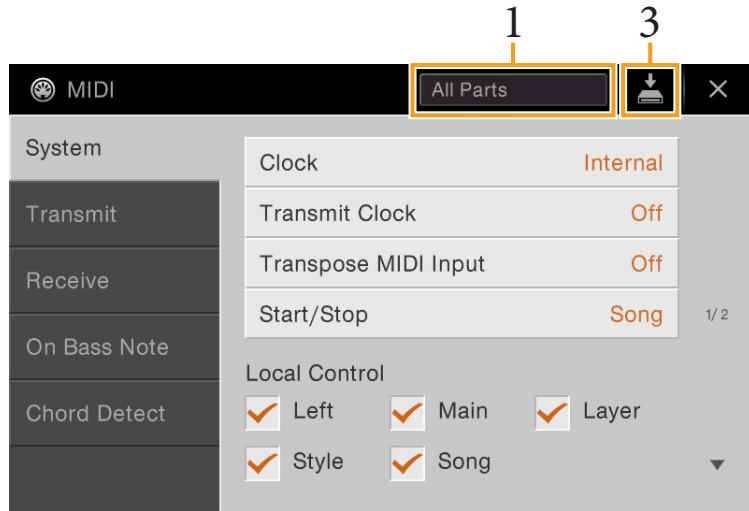 1 3
MIDI All Parts
System
Transmit
Receive
On Bass Note
Chord Detect
Clock Internal
Transmit Clock Off
Transpose MIDI Input Off
Start/Stop Song
1/2
Local Control
Left Main Layer
Style Song